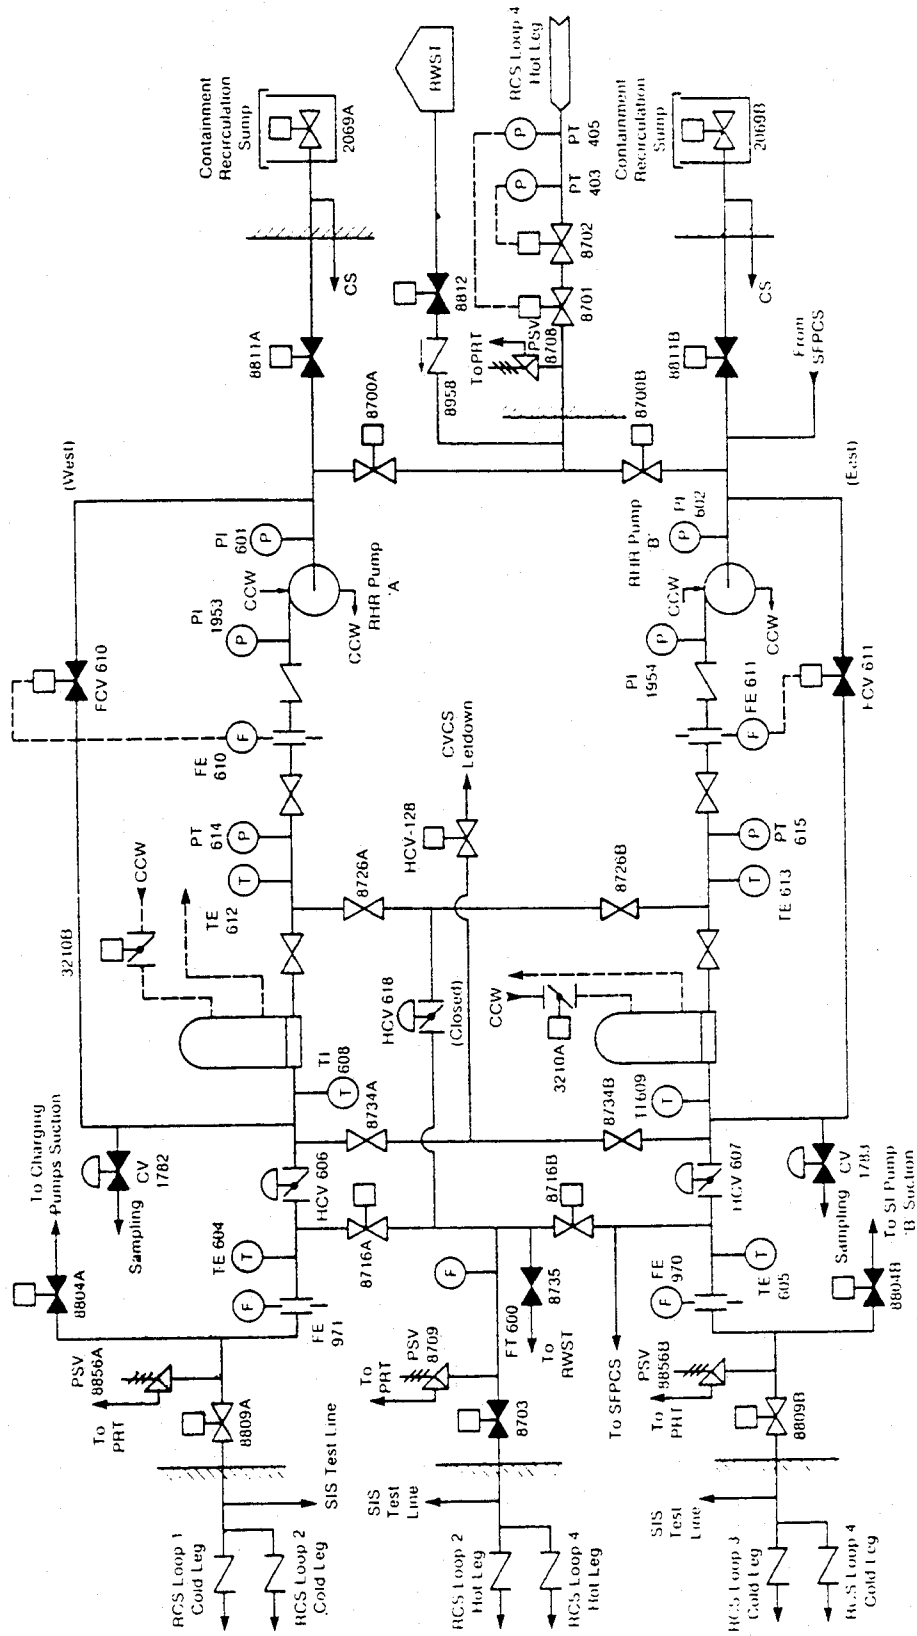 Containment
Recirculation
Sump
2069A
RWST
RCS Loop 4
Hot Leg
Containment
Recirculation
Sump
2069B
PT
405
PT
403
CS
8812
8702
8701
PSV
8708
To PRT
CS
8811A
8958
8811B
From
SFPCS
8700A
8700B
(West)
(East)
PI
601
RHR Pump
'A
CCW
CCW
PI
1953
RHR Pump
'B'
PI
602
CCW
CCW
PI
1954
FCV 610
FE
610
FE 611
FCV 611
PT
614
TE
612
CVCS
Letdown
HCV-128
PT
615
TE 613
CCW
3210B
8726A
8726B
HCV 618
(Closed)
CCW
3210A
TI
608
8734A
8734B
TI 609
To Charging
Pumps Suction
CV
1782
Sampling
HCV 606
HCV 607
CV
1783
Sampling
To SI Pump
'B' Suction
TE 604
8716A
8716B
8804A
FE
971
FT 600
8735
To
RWST
To SFPCS
FE
970
TE
605
8804B
PSV
8856A
To
PRT
8809A
To
PRT
PSV
8709
8703
PSV
8856B
To
PRT
8809B
SIS Test Line
SIS Test
Line
SIS
Test
Line
RCS Loop 1
Cold Leg
RCS Loop 2
Cold Leg
RCS Loop 2
Hot Leg
RCS Loop 4
Hot Leg
RCS Loop 3
Cold Leg
RCS Loop 4
Cold Leg
P
P
P
P
P
P
F
F
P
T
P
T
T
T
T
F
F
F
T